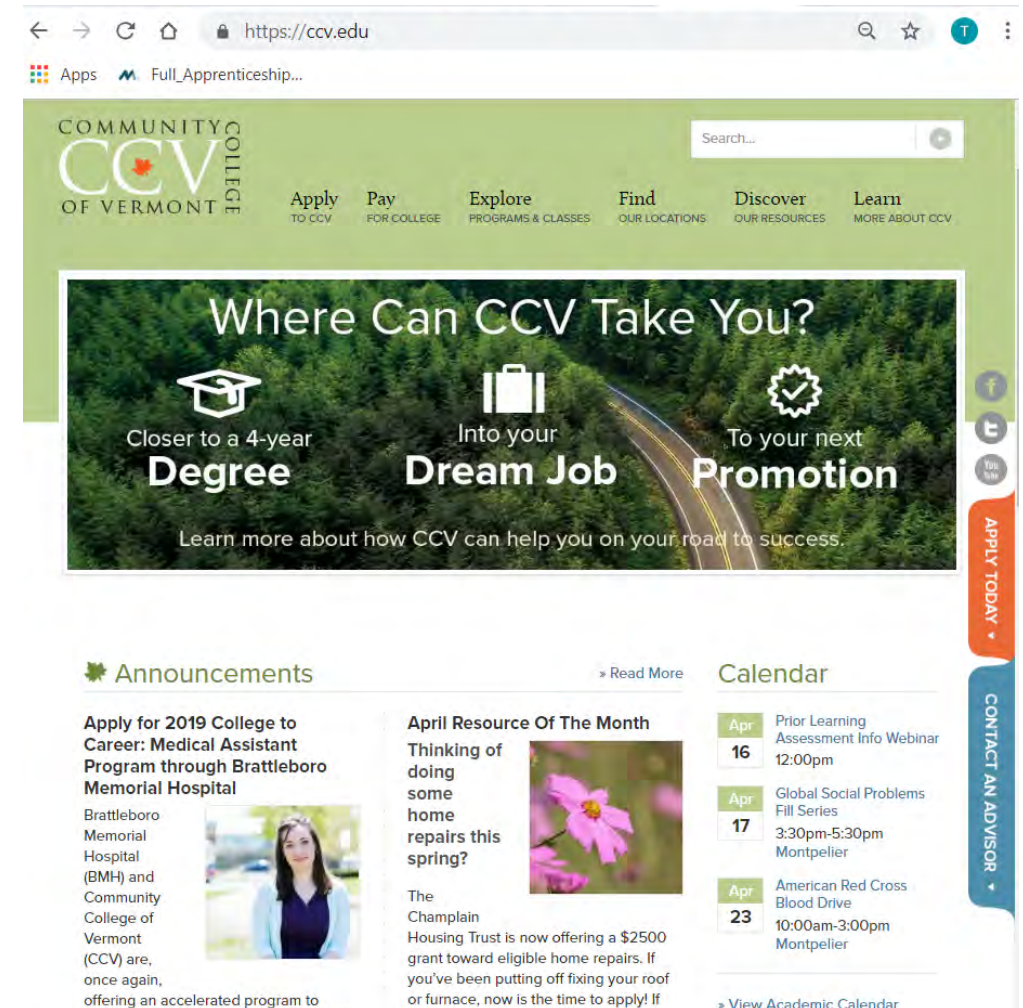 https://ccv.edu
T
Apps
Full_Apprenticeship...
COMMUNITY
COLLEGE
CCV
OF VERMONT
Search...
Apply
TO CCV
Pay
FOR COLLEGE
Explore
PROGRAMS & CLASSES
Find
OUR LOCATIONS
Discover
OUR RESOURCES
Learn
MORE ABOUT CCV
Where Can CCV Take You?
Closer to a 4-year
Degree
Into your
Dream Job
To your next
Promotion
Learn more about how CCV can help you on your road to success.
f
t
You
Tube
APPLY TODAY
CONTACT AN ADVISOR
Announcements
» Read More
Apply for 2019 College to
Career: Medical Assistant
Program through Brattleboro
Memorial Hospital
Brattleboro
Memorial
Hospital
(BMH) and
Community
College of
Vermont
(CCV) are,
once again,
offering an accelerated program to
April Resource Of The Month
Thinking of
doing
some
home
repairs this
spring?
The
Champlain
Housing Trust is now offering a $2500
grant toward eligible home repairs. If
you've been putting off fixing your roof
or furnace, now is the time to apply! If
Calendar
Apr
16
Prior Learning
Assessment Info Webinar
12:00pm
Apr
17
Global Social Problems
Fill Series
3:30pm-5:30pm
Montpelier
Apr
23
American Red Cross
Blood Drive
10:00am-3:00pm
Montpelier
» View Academic Calendar